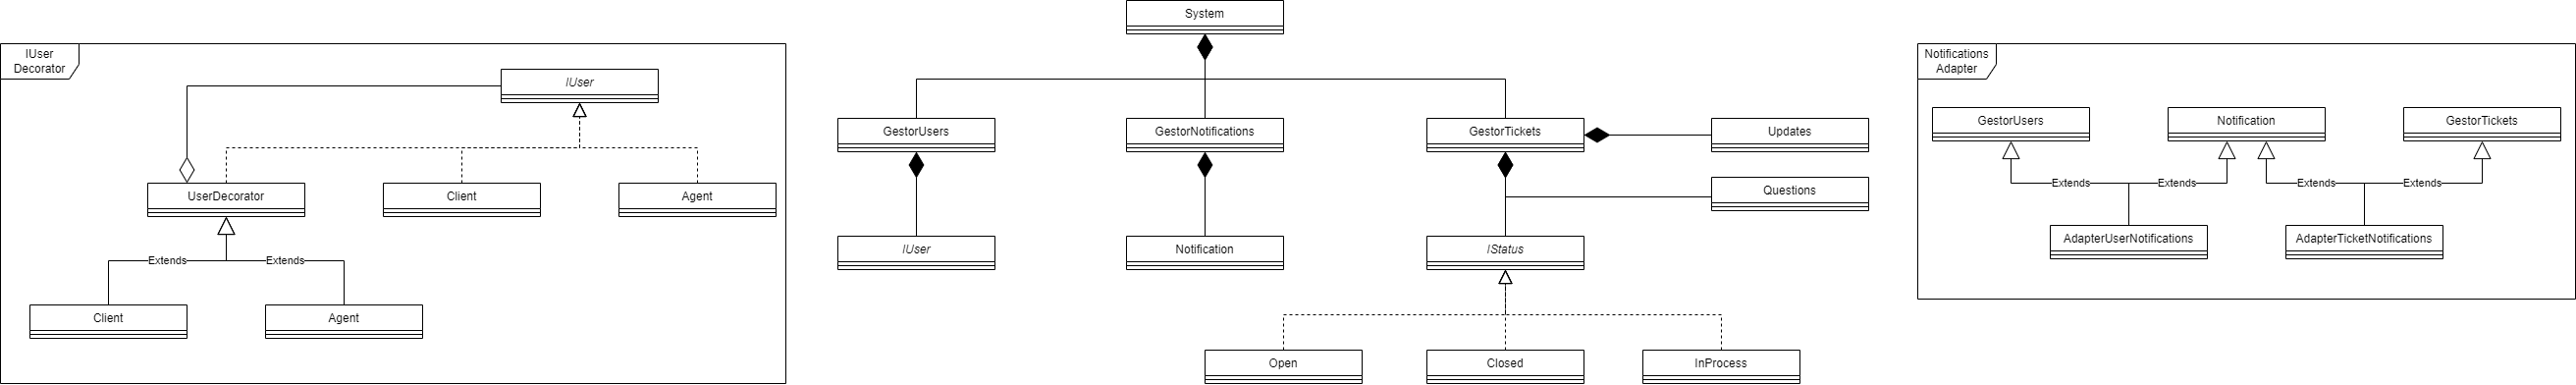 IUser
Decorator
IUser
UserDecorator
Client
Agent
Extends
Extends
Client
Agent
System
GestorUsers
GestorNotifications
GestorTickets
Updates
Questions
IUser
Notification
IStatus
Open
Closed
InProcess
Notifications
Adapter
GestorUsers
Notification
GestorTickets
Extends
Extends
Extends
Extends
AdapterUserNotifications
AdapterTicketNotifications